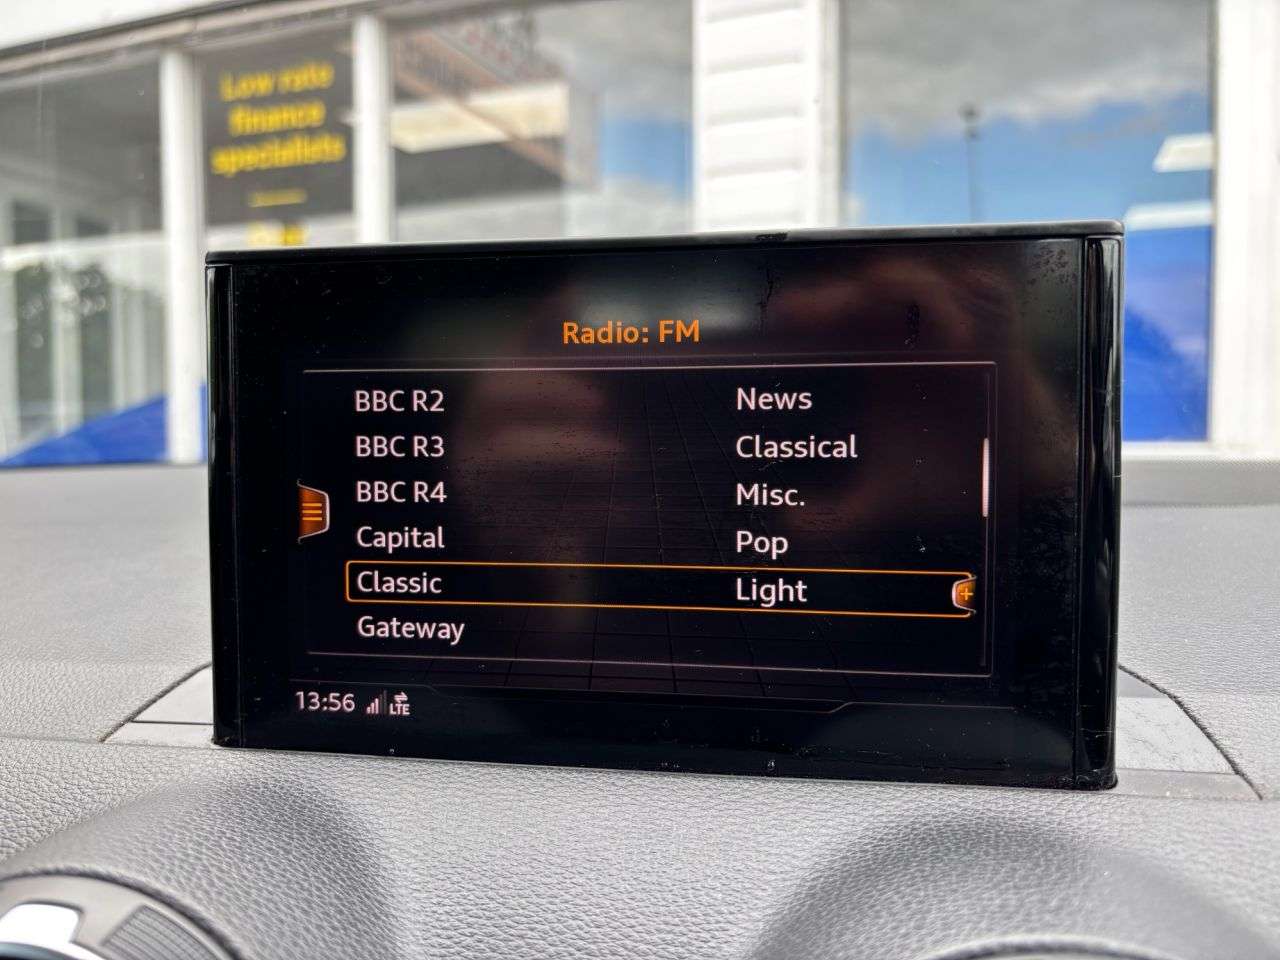 Low rate
finance
specialists
Radio: FM
BBC R2 News
BBC R3 Classical
BBC R4 Misc.
Capital Pop
Classic Light
Gateway
13:56 LTE